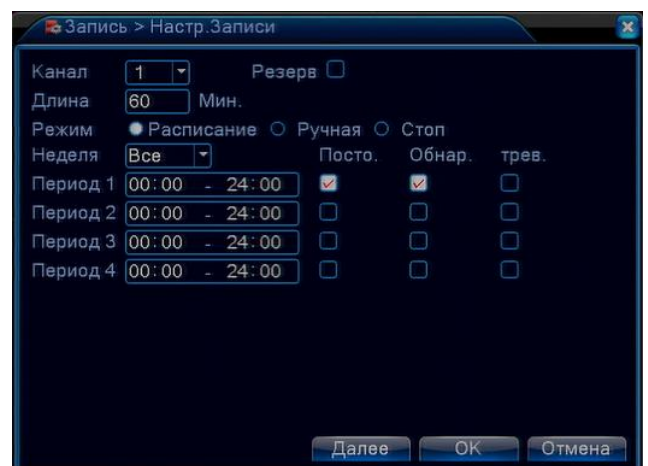 Запись > Настр.Записи
Канал 1 Резерв
Длина 60 Мин.
Режим Расписание Ручная Стоп
Неделя Все Посто. Обнар. трев.
Период 1 00:00 - 24:00
Период 2 00:00 - 24:00
Период 3 00:00 - 24:00
Период 4 00:00 - 24:00
Далее OK Отмена